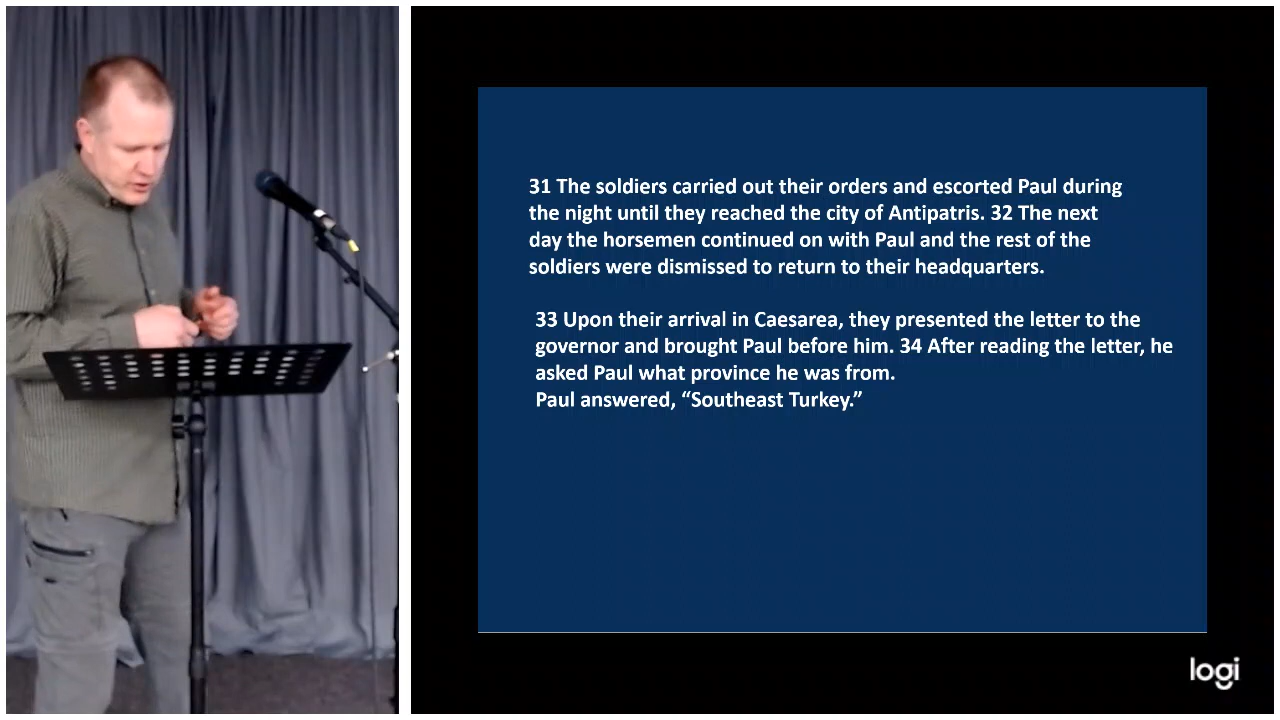 31 The soldiers carried out their orders and escorted Paul during
the night until they reached the city of Antipatris. 32 The next
day the horsemen continued on with Paul and the rest of the
soldiers were dismissed to return to their headquarters.
33 Upon their arrival in Caesarea, they presented the letter to the
governor and brought Paul before him. 34 After reading the letter, he
asked Paul what province he was from.
Paul answered, “Southeast Turkey.”
logi